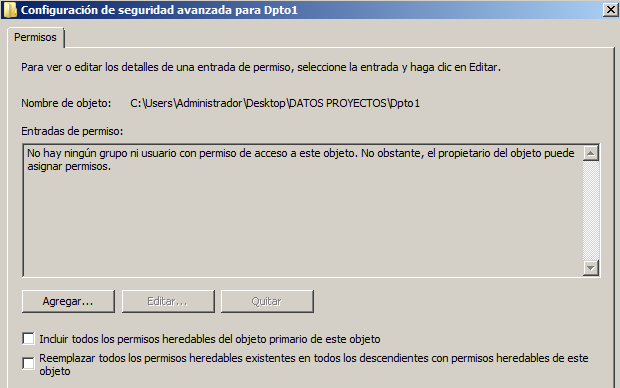 Configuración de seguridad avanzada para Dpto1
Permisos
Para ver o editar los detalles de una entrada de permiso, seleccione la entrada y haga clic en Editar.
Nombre de objeto: C:\Users\Administrador\Desktop\DATOS PROYECTOS\Dpto1
Entradas de permiso:
No hay ningún grupo ni usuario con permiso de acceso a este objeto. No obstante, el propietario del objeto puede
asignar permisos.
Agregar... Editar... Quitar
Incluir todos los permisos heredables del objeto primario de este objeto
Reemplazar todos los permisos heredables existentes en todos los descendientes con permisos heredables de este
objeto